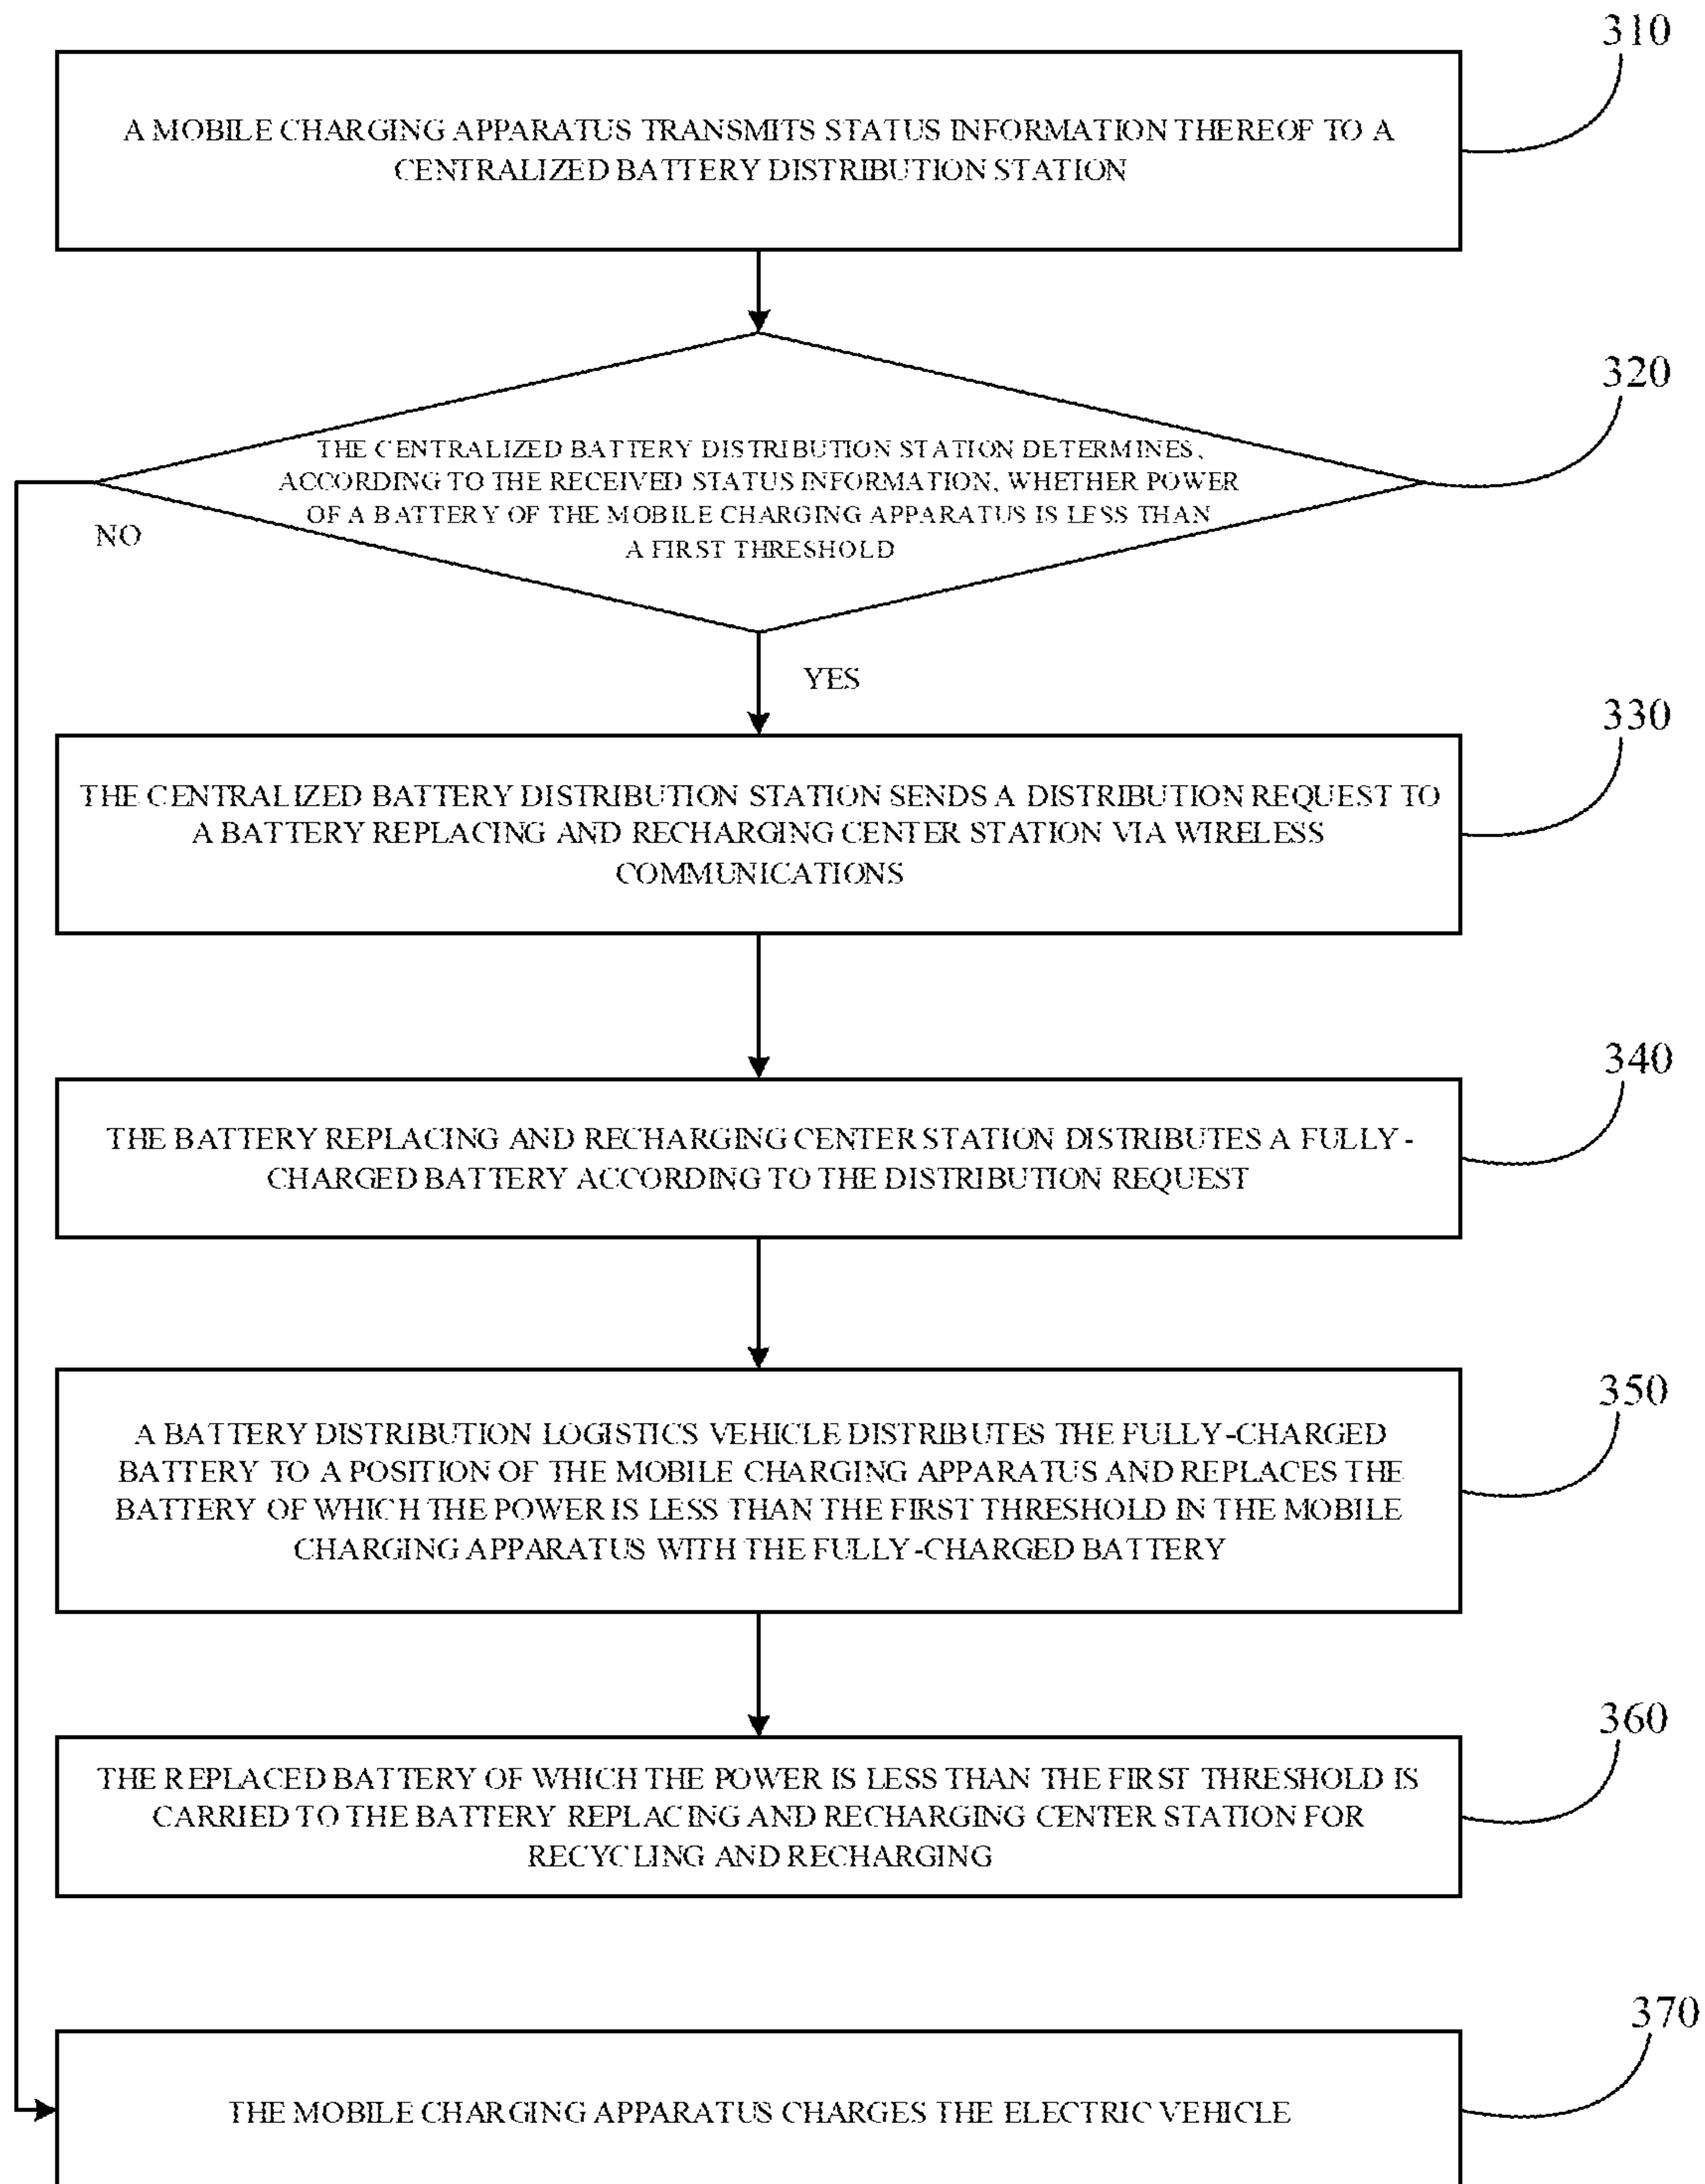 310
A MOBILE CHARGING APPARATUS TRANSMITS STATUS INFORMATION THEREOF TO A
CENTRALIZED BATTERY DISTRIBUTION STATION
320
THE CENTRALIZED BATTERY DISTRIBUTION STATION DETERMINES,
ACCORDING TO THE RECEIVED STATUS INFORMATION, WHETHER POWER
OF A BATTERY OF THE MOBILE CHARGING APPARATUS IS LESS THAN
A FIRST THRESHOLD
NO
YES
330
THE CENTRALIZED BATTERY DISTRIBUTION STATION SENDS A DISTRIBUTION REQUEST TO
A BATTERY REPLACING AND RECHARGING CENTER STATION VIA WIRELESS
COMMUNICATIONS
340
THE BATTERY REPLACING AND RECHARGING CENTER STATION DISTRIBUTES A FULLY-
CHARGED BATTERY ACCORDING TO THE DISTRIBUTION REQUEST
350
A BATTERY DISTRIBUTION LOGISTICS VEHICLE DISTRIBUTES THE FULLY-CHARGED
BATTERY TO A POSITION OF THE MOBILE CHARGING APPARATUS AND REPLACES THE
BATTERY OF WHICH THE POWER IS LESS THAN THE FIRST THRESHOLD IN THE MOBILE
CHARGING APPARATUS WITH THE FULLY-CHARGED BATTERY
360
THE REPLACED BATTERY OF WHICH THE POWER IS LESS THAN THE FIRST THRESHOLD IS
CARRIED TO THE BATTERY REPLACING AND RECHARGING CENTER STATION FOR
RECYCLING AND RECHARGING
370
THE MOBILE CHARGING APPARATUS CHARGES THE ELECTRIC VEHICLE